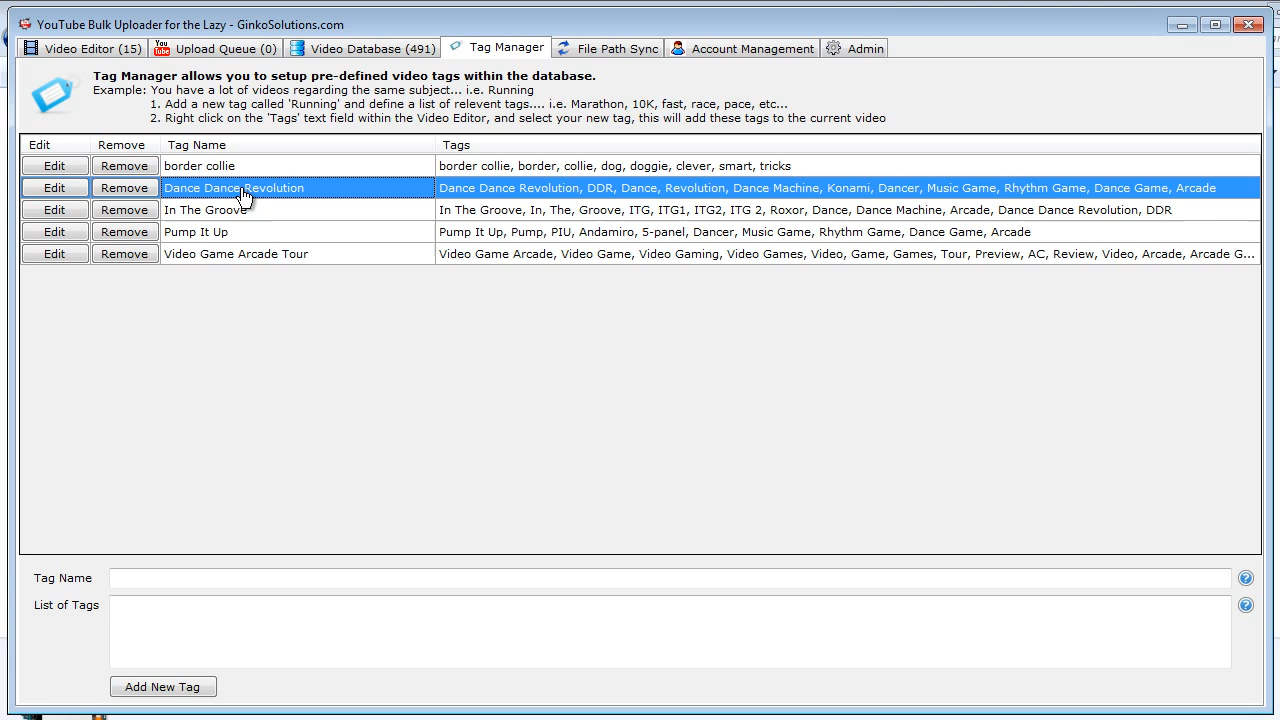 YouTube Bulk Uploader for the Lazy - GinkoSolutions.com
Video Editor (15) You Tube Upload Queue (0) Video Database (491) Tag Manager File Path Sync Account Management Admin
Tag Manager allows you to setup pre-defined video tags within the database.
Example: You have a lot of videos regarding the same subject... i.e. Running
1. Add a new tag called 'Running' and define a list of relevent tags.... i.e. Marathon, 10K, fast, race, pace, etc...
2. Right click on the 'Tags' text field within the Video Editor, and select your new tag, this will add these tags to the current video
Edit Remove Tag Name Tags
Edit Remove border collie border collie, border, collie, dog, doggie, clever, smart, tricks
Edit Remove Dance Dance Revolution Dance Dance Revolution, DDR, Dance, Revolution, Dance Machine, Konami, Dancer, Music Game, Rhythm Game, Dance Game, Arcade
Edit Remove In The Groove In The Groove, In, The, Groove, ITG, ITG1, ITG2, ITG 2, Roxor, Dance, Dance Machine, Arcade, Dance Dance Revolution, DDR
Edit Remove Pump It Up Pump It Up, Pump, PIU, Andamiro, 5-panel, Dancer, Music Game, Rhythm Game, Dance Game, Arcade
Edit Remove Video Game Arcade Tour Video Game Arcade, Video Game, Video Gaming, Video Games, Video, Game, Games, Tour, Preview, AC, Review, Video, Arcade, Arcade G...
Tag Name
List of Tags
Add New Tag